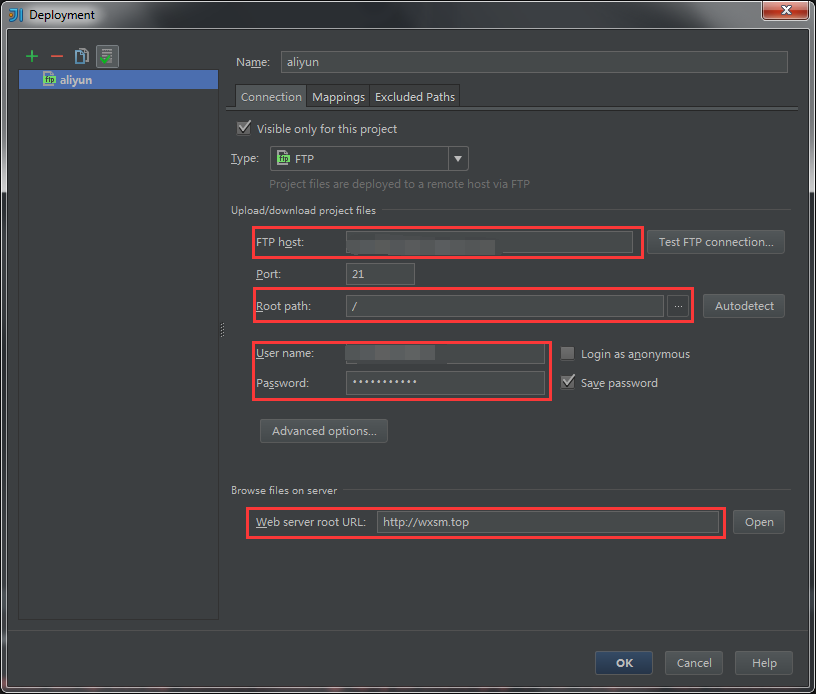 Deployment
aliyun
Name: aliyun
Connection Mappings Excluded Paths
Visible only for this project
Type: FTP
Project files are deployed to a remote host via FTP
Upload/download project files
FTP host: Test FTP connection...
Port: 21
Root path: / ... Autodetect
User name: Login as anonymous
Password: ••••••••••• Save password
Advanced options...
Browse files on server
Web server root URL: http://wxsm.top Open
OK Cancel Help